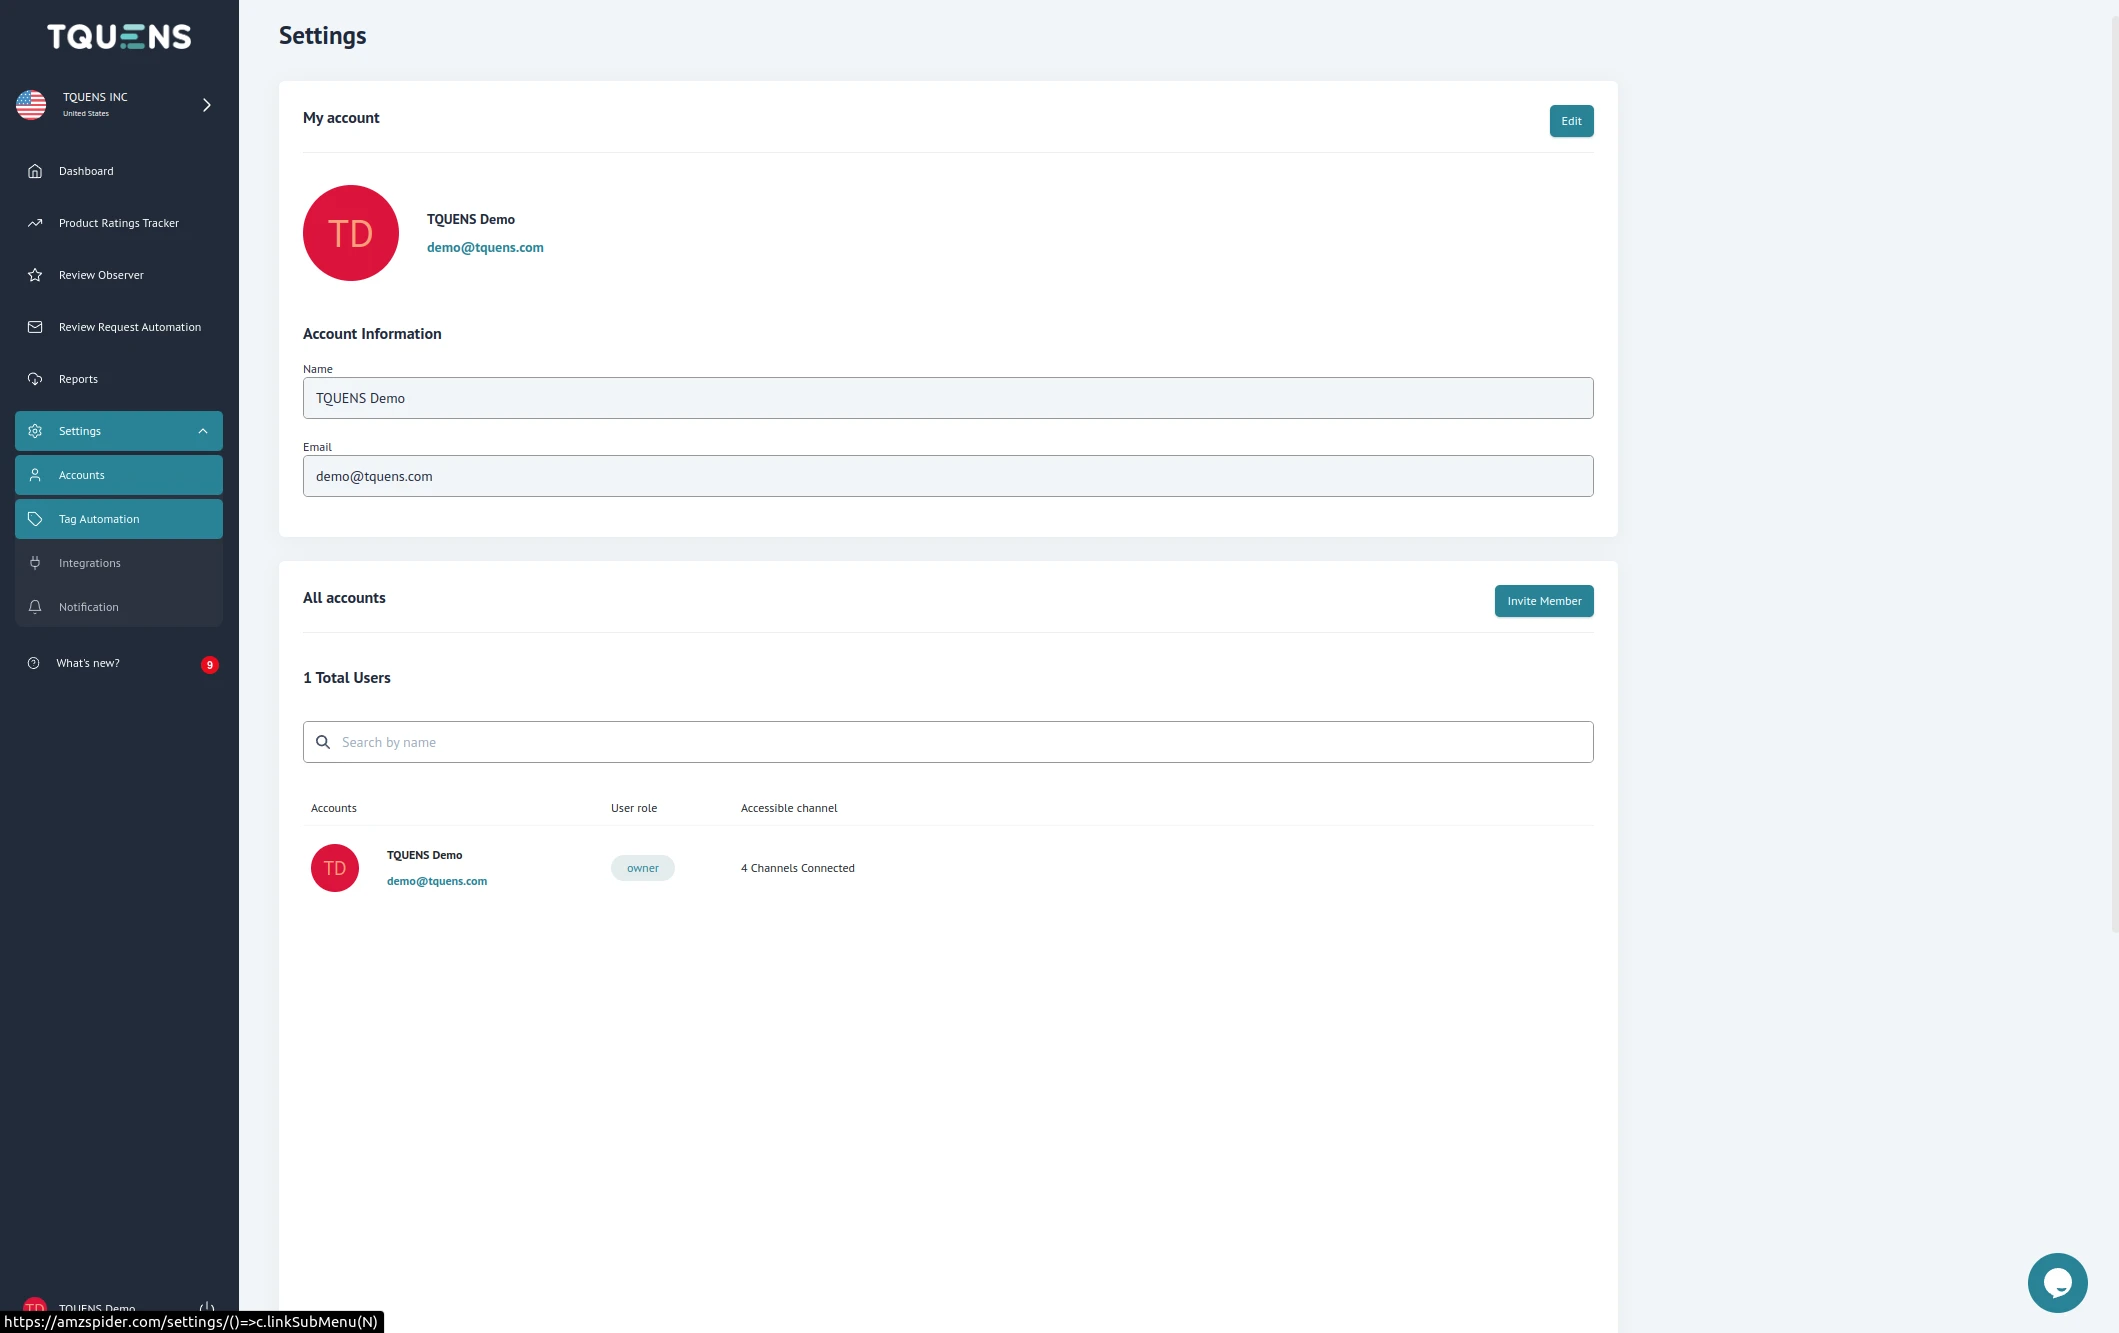 TQUENS
TQUENS INC
United States
Dashboard
Product Ratings Tracker
Review Observer
Review Request Automation
Reports
Settings
Accounts
Tag Automation
Integrations
Notification
What's new?
9
TD
TQUENS Demo
https://amzspider.com/settings/()=>c.linkSubMenu(N)
Settings
My account
Edit
TD
TQUENS Demo
demo@tquens.com
Account Information
Name
TQUENS Demo
Email
demo@tquens.com
All accounts
Invite Member
1 Total Users
Search by name
Accounts
User role
Accessible channel
TD
TQUENS Demo
demo@tquens.com
owner
4 Channels Connected